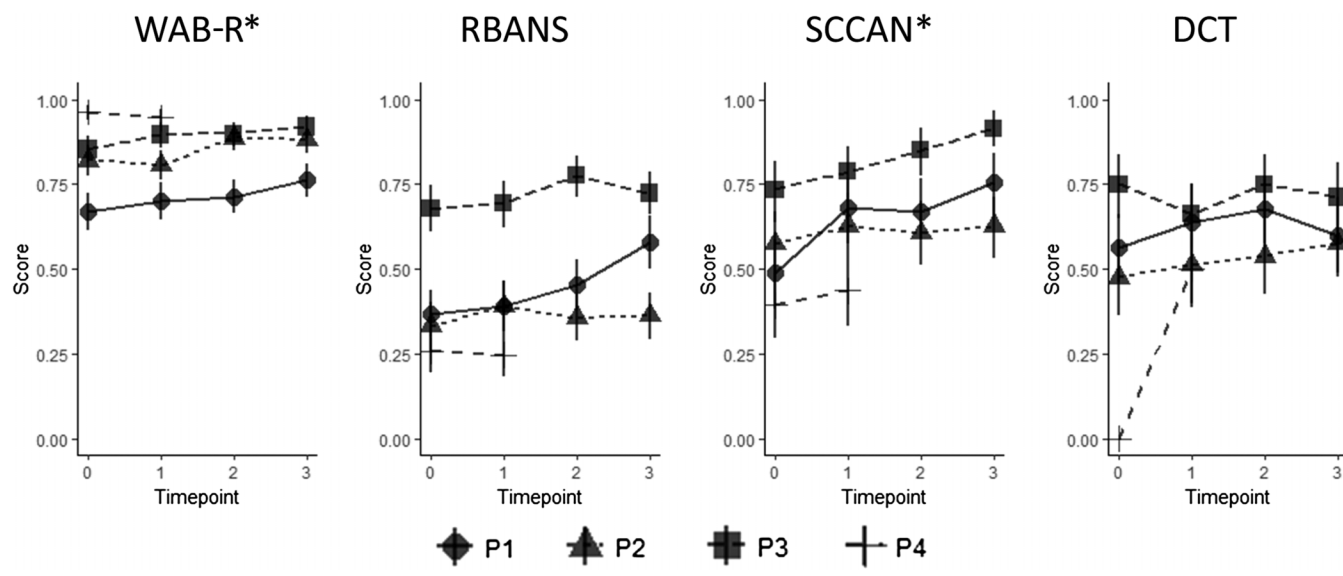 WAB-R* RBANS SCCAN* DCT
1.00 1.00 1.00 1.00
0.75 0.75 0.75 0.75
Score Score Score Score
0.50 0.50 0.50 0.50
0.25 0.25 0.25 0.25
0.00 0.00 0.00 0.00
0 1 2 3 0 1 2 3 0 1 2 3 0 1 2 3
Timepoint Timepoint Timepoint Timepoint
P1 P2 P3 P4